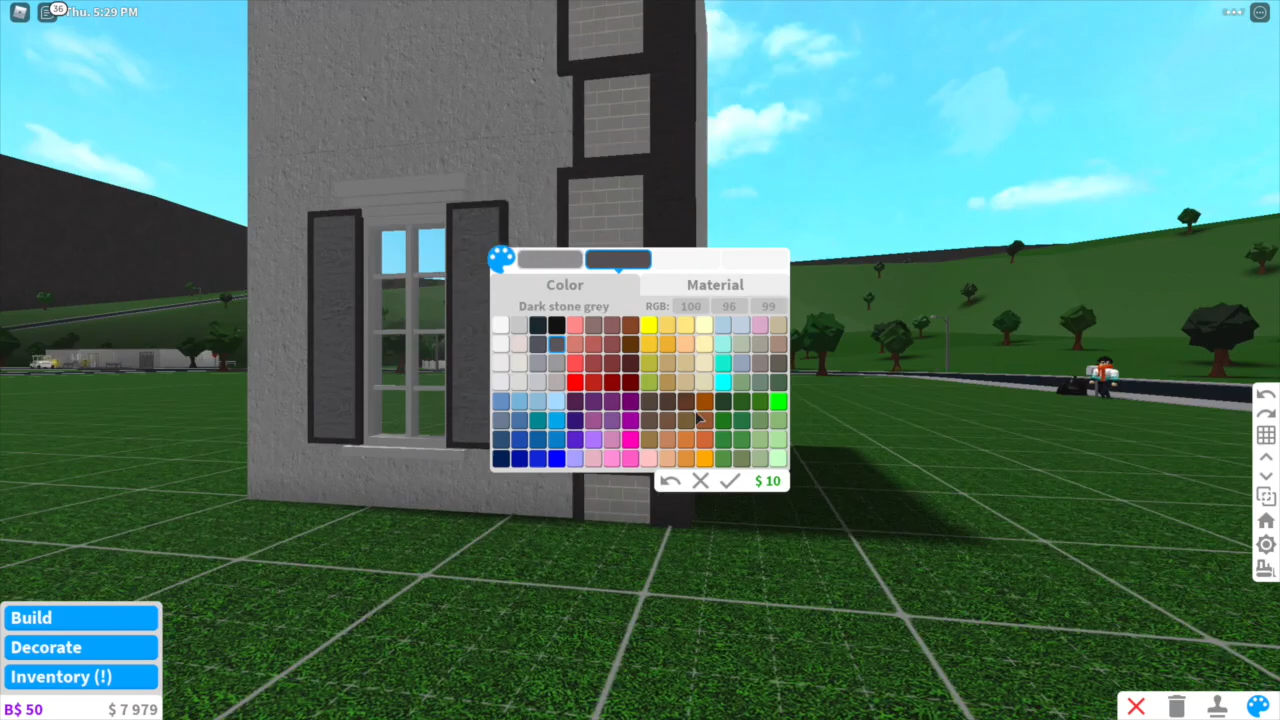 36
Thu. 5:29 PM
Color
Material
Dark stone grey
RGB: 100 96 99
$ 10
Build
Decorate
Inventory (!)
B$ 50
$ 7 979